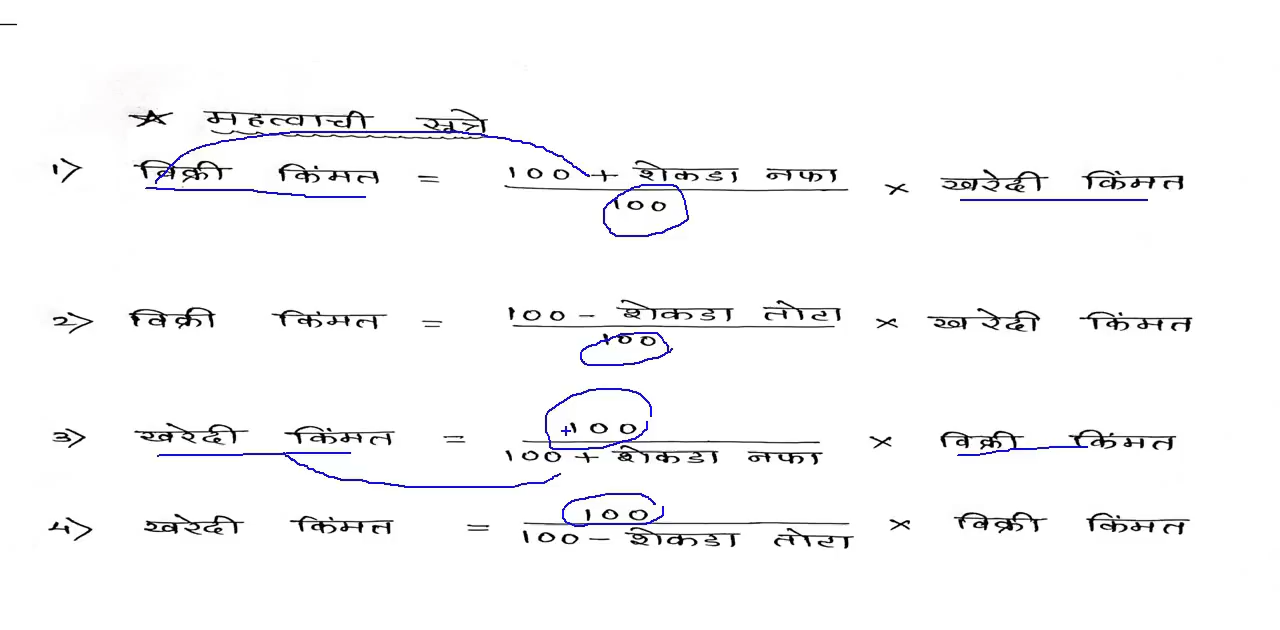 ★ महत्वाची सूत्रे
1) विक्री किंमत = 100 + शेकडा नफा / 100 × खरेदी किंमत
2) विक्री किंमत = 100 - शेकडा तोटा / 100 × खरेदी किंमत
3) खरेदी किंमत = +100 / 100 + शेकडा नफा × विक्री किंमत
4) खरेदी किंमत = 100 / 100 - शेकडा तोटा × विक्री किंमत